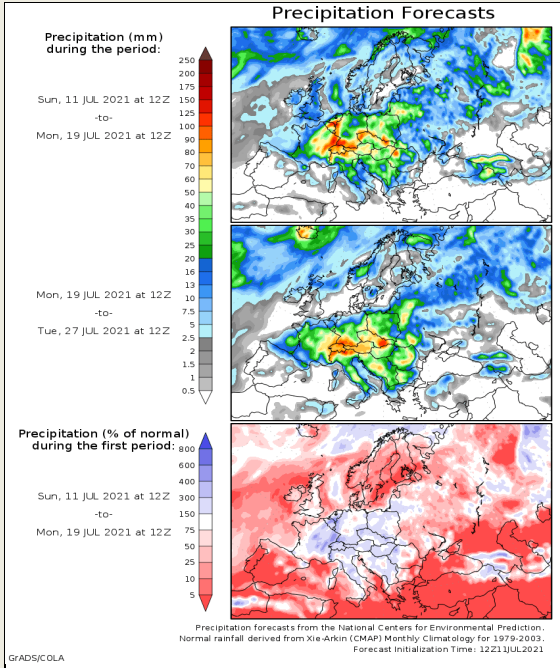 Precipitation Forecasts
Precipitation (mm)
during the period:
Sun, 11 JUL 2021 at 12Z
-to-
Mon, 19 JUL 2021 at 12Z
250
200
175
150
125
100
90
80
70
60
50
40
35
30
25
20
16
13
10
7.5
5
2.5
2
1.5
1
0.5
Mon, 19 JUL 2021 at 12Z
-to-
Tue, 27 JUL 2021 at 12Z
Precipitation (% of normal)
during the first period:
Sun, 11 JUL 2021 at 12Z
-to-
Mon, 19 JUL 2021 at 12Z
800
600
400
300
150
75
50
25
10
5
Precipitation forecasts from the National Centers for Environmental Prediction.
Normal rainfall derived from Xie-Arkin (CMAP) Monthly Climatology for 1979-2003.
Forecast Initialization Time: 12Z11JUL2021
GrADS/COLA